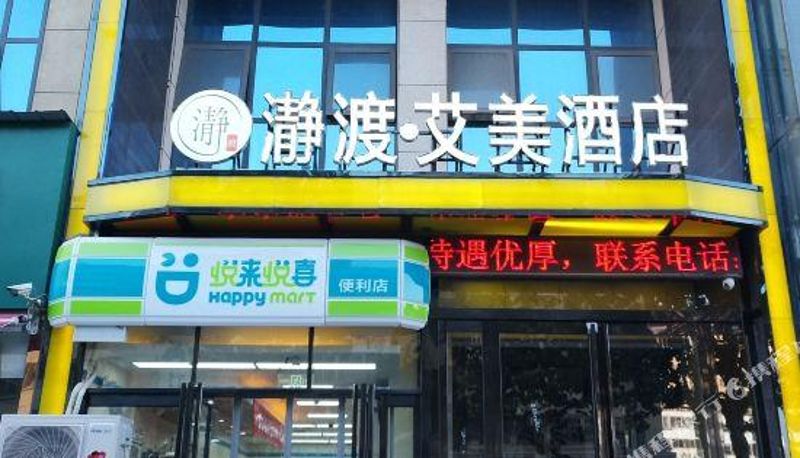 瀞
瀞渡·艾美酒店
待遇优厚，联系电话:
悦来悦喜
Happy mart
便利店